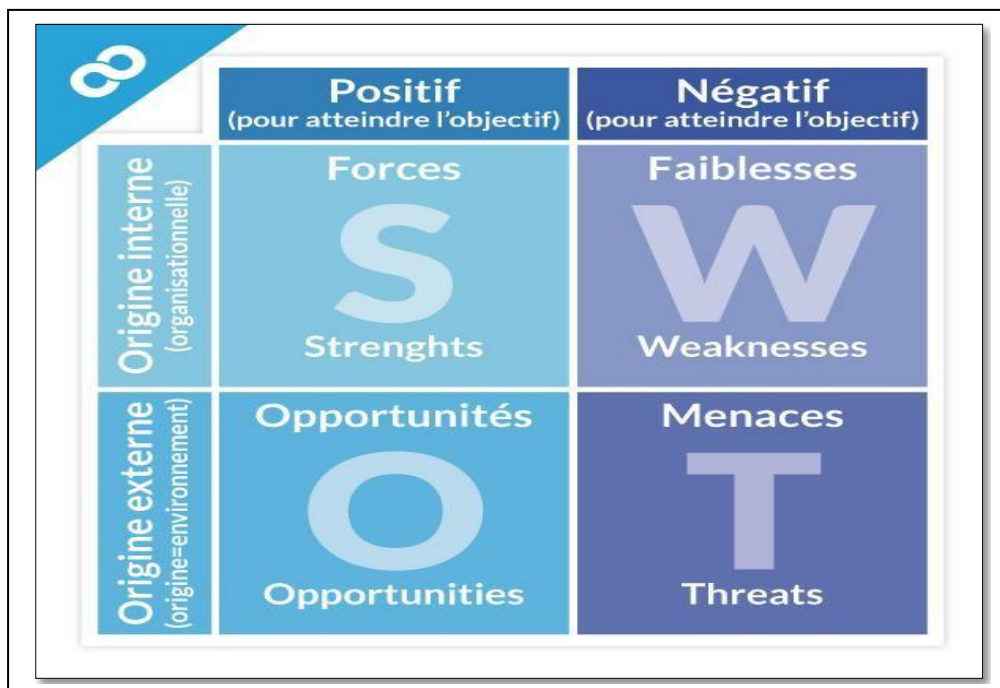 Positif
(pour atteindre l'objectif)
Négatif
(pour atteindre l'objectif)
Origine interne
(organisationnelle)
Forces
S
Strenghts
Faiblesses
W
Weaknesses
Origine externe
(origine=environnement)
Opportunités
O
Opportunities
Menaces
T
Threats